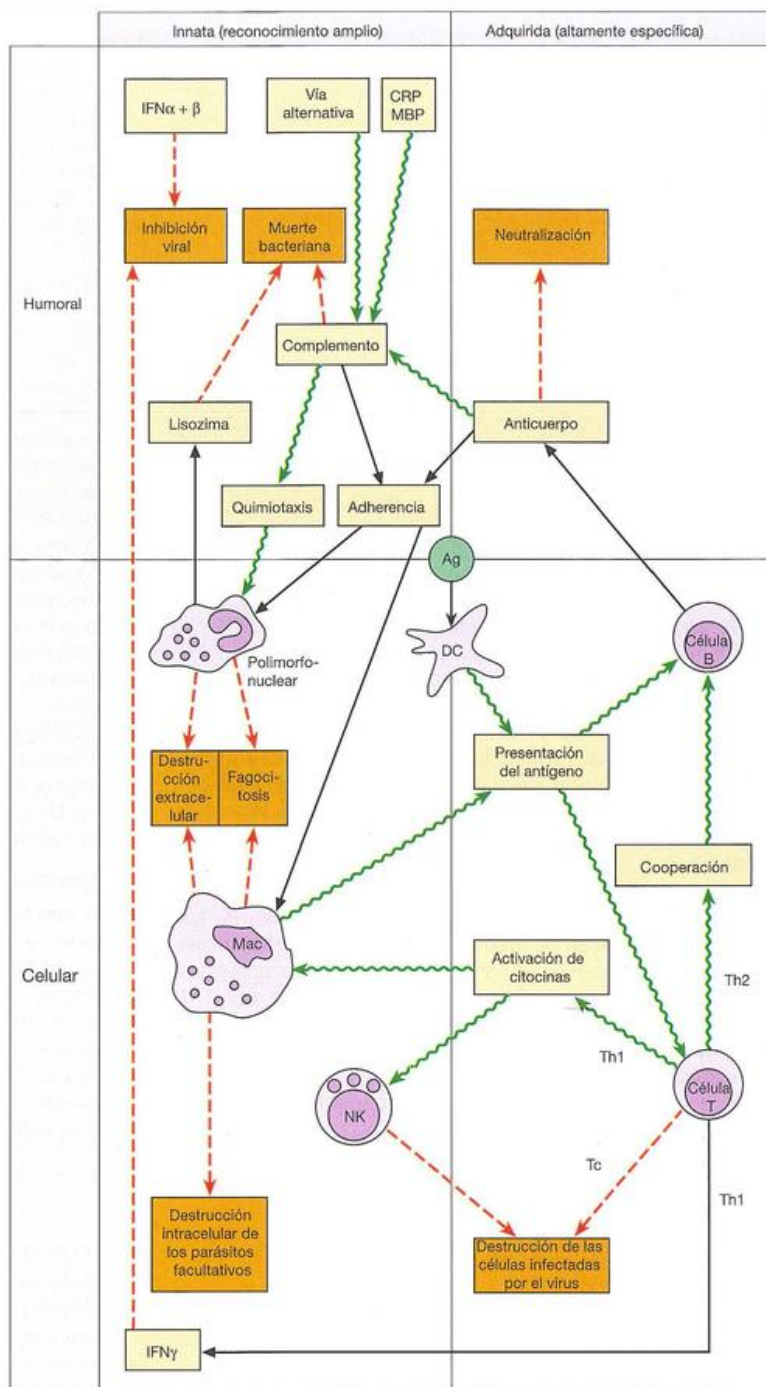 Innata (reconocimiento amplio)
Adquirida (altamente específica)
Humoral
IFNα + β
Vía
alternativa
CRP
MBP
Inhibición
viral
Muerte
bacteriana
Neutralización
Complemento
Lisozima
Anticuerpo
Quimiotaxis
Adherencia
Ag
Polimorfo-
nuclear
DC
Célula
B
Destru-
cción
extrace-
lular
Fagoci-
tosis
Presentación
del antígeno
Cooperación
Celular
Mac
Activación de
citocinas
Th2
Th1
NK
Célula
T
Tc
Th1
Destrucción
intracelular de
los parásitos
facultativos
Destrucción de las
células infectadas
por el virus
IFNγ